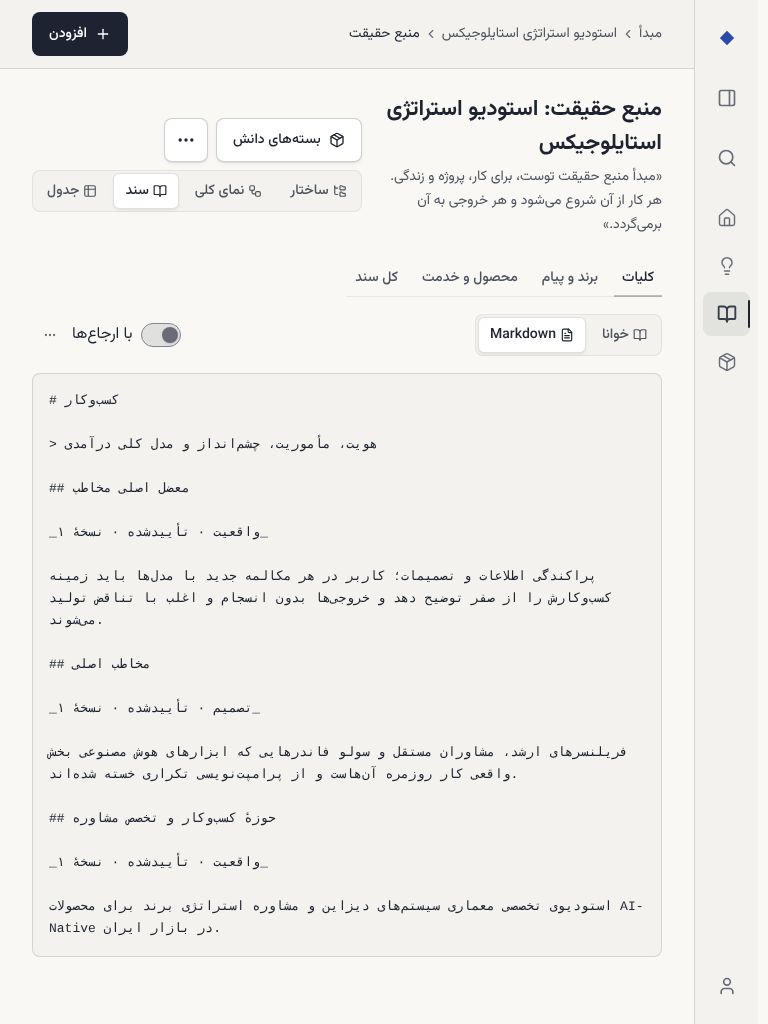 مبدأ › استودیو استراتژی استایلوجیکس › منبع حقیقت
افزودن
منبع حقیقت: استودیو استراتژی
استایلوجیکس
«مبدأ منبع حقیقت توست، برای کار، پروژه و زندگی.
هر کار از آن شروع می‌شود و هر خروجی به آن
برمی‌گردد.»
بسته‌های دانش
ساختار
نمای کلی
سند
جدول
کلیات
برند و پیام
محصول و خدمت
کل سند
خوانا
Markdown
با ارجاع‌ها
# کسب‌وکار
> هویت، مأموریت، چشم‌انداز و مدل کلی درآمدی
## معضل اصلی مخاطب
_واقعیت · تأییدشده · نسخهٔ ۱_
پراکندگی اطلاعات و تصمیمات؛ کاربر در هر مکالمه جدید با مدل‌ها باید زمینه
کسب‌وکارش را از صفر توضیح دهد و خروجی‌ها بدون انسجام و اغلب با تناقض تولید
می‌شوند.
## مخاطب اصلی
_تصمیم · تأییدشده · نسخهٔ ۱_
فریلنسرهای ارشد، مشاوران مستقل و سولو فاندرهایی که ابزارهای هوش مصنوعی بخش
واقعی کار روزمره آن‌هاست و از پرامپت‌نویسی تکراری خسته شده‌اند.
## حوزهٔ کسب‌وکار و تخصص مشاوره
_واقعیت · تأییدشده · نسخهٔ ۱_
استودیوی تخصصی معماری سیستم‌های دیزاین و مشاوره استراتژی برند برای محصولات AI-
Native در بازار ایران.